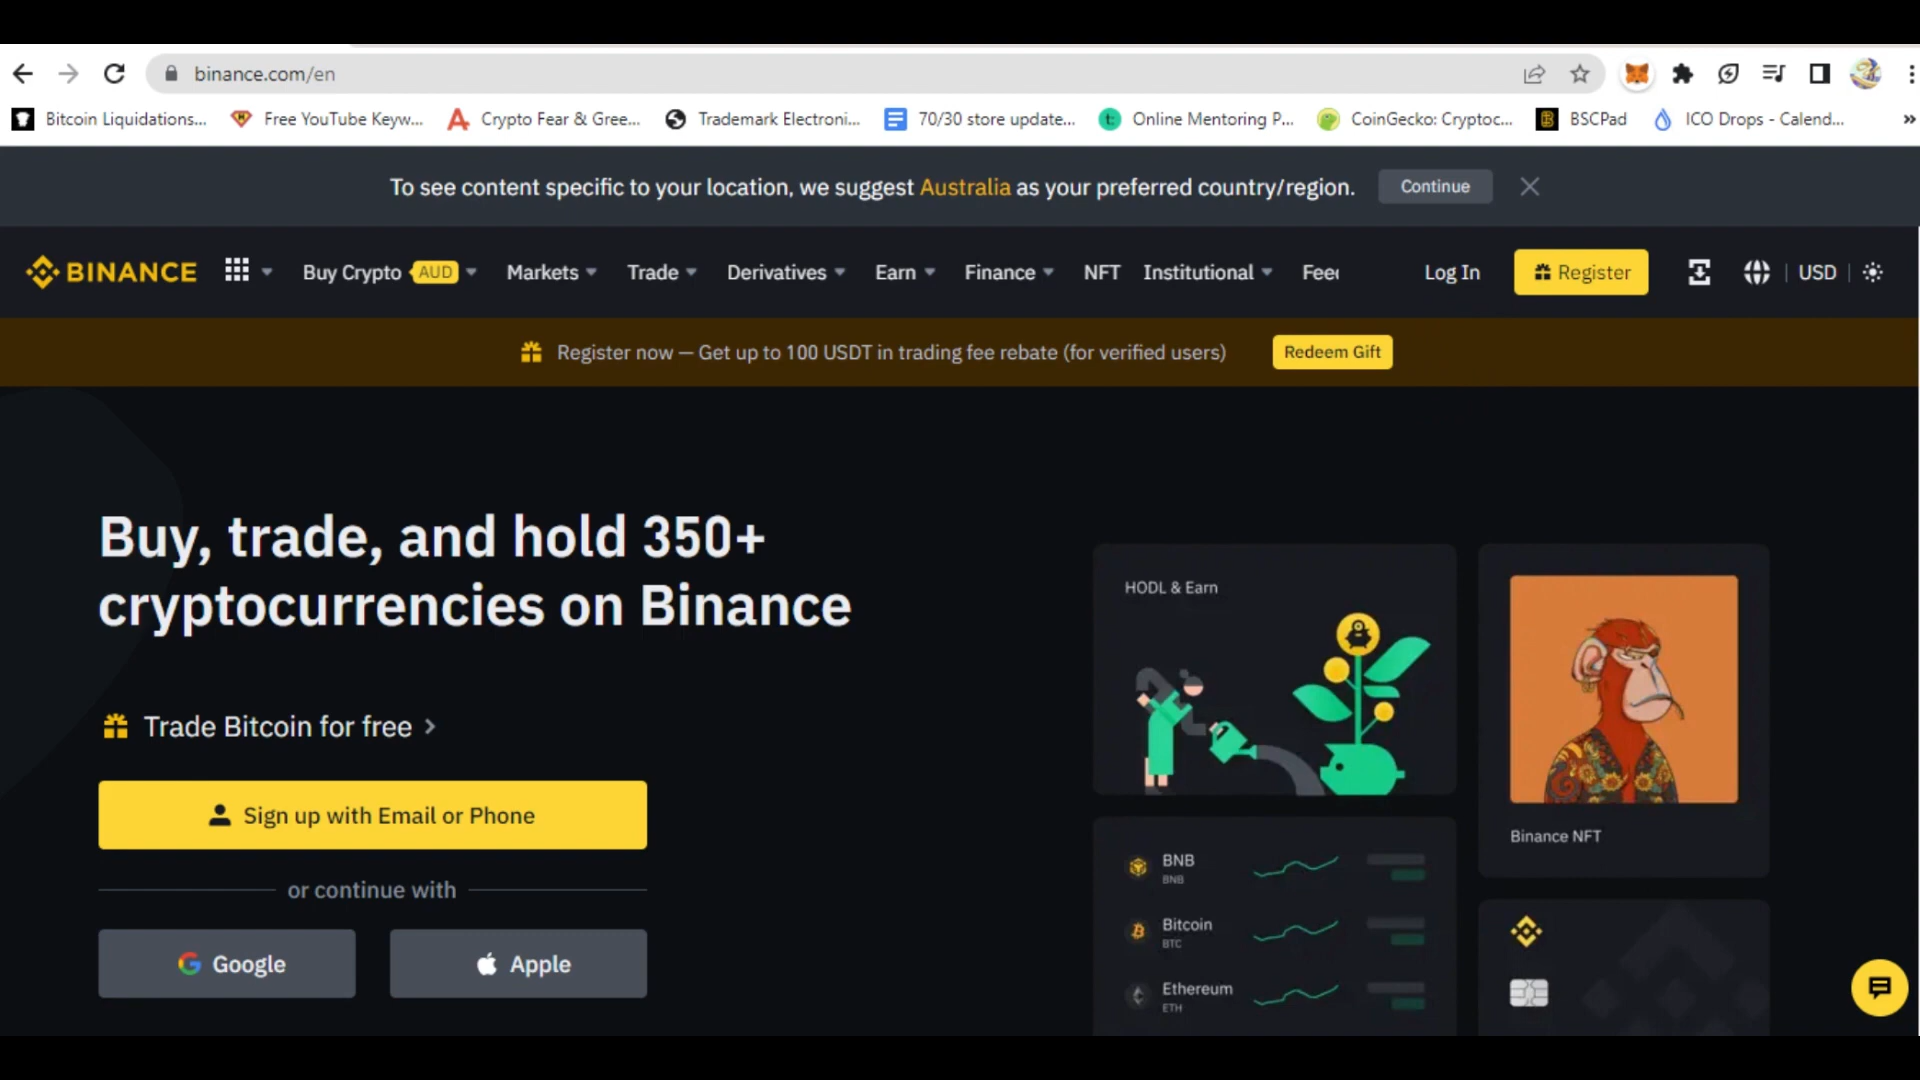 binance.com/en
Bitcoin Liquidations... Free YouTube Keyw... Crypto Fear & Gree... Trademark Electroni... 70/30 store update... Online Mentoring P... CoinGecko: Cryptoc... BSCPad ICO Drops - Calend... »
To see content specific to your location, we suggest Australia as your preferred country/region. Continue
BINANCE Buy Crypto AUD Markets Trade Derivatives Earn Finance NFT Institutional Fee Log In Register USD
Register now — Get up to 100 USDT in trading fee rebate (for verified users) Redeem Gift
Buy, trade, and hold 350+
cryptocurrencies on Binance
Trade Bitcoin for free
Sign up with Email or Phone
or continue with
Google Apple
HODL & Earn
Binance NFT
BNB
BNB
Bitcoin
BTC
Ethereum
ETH